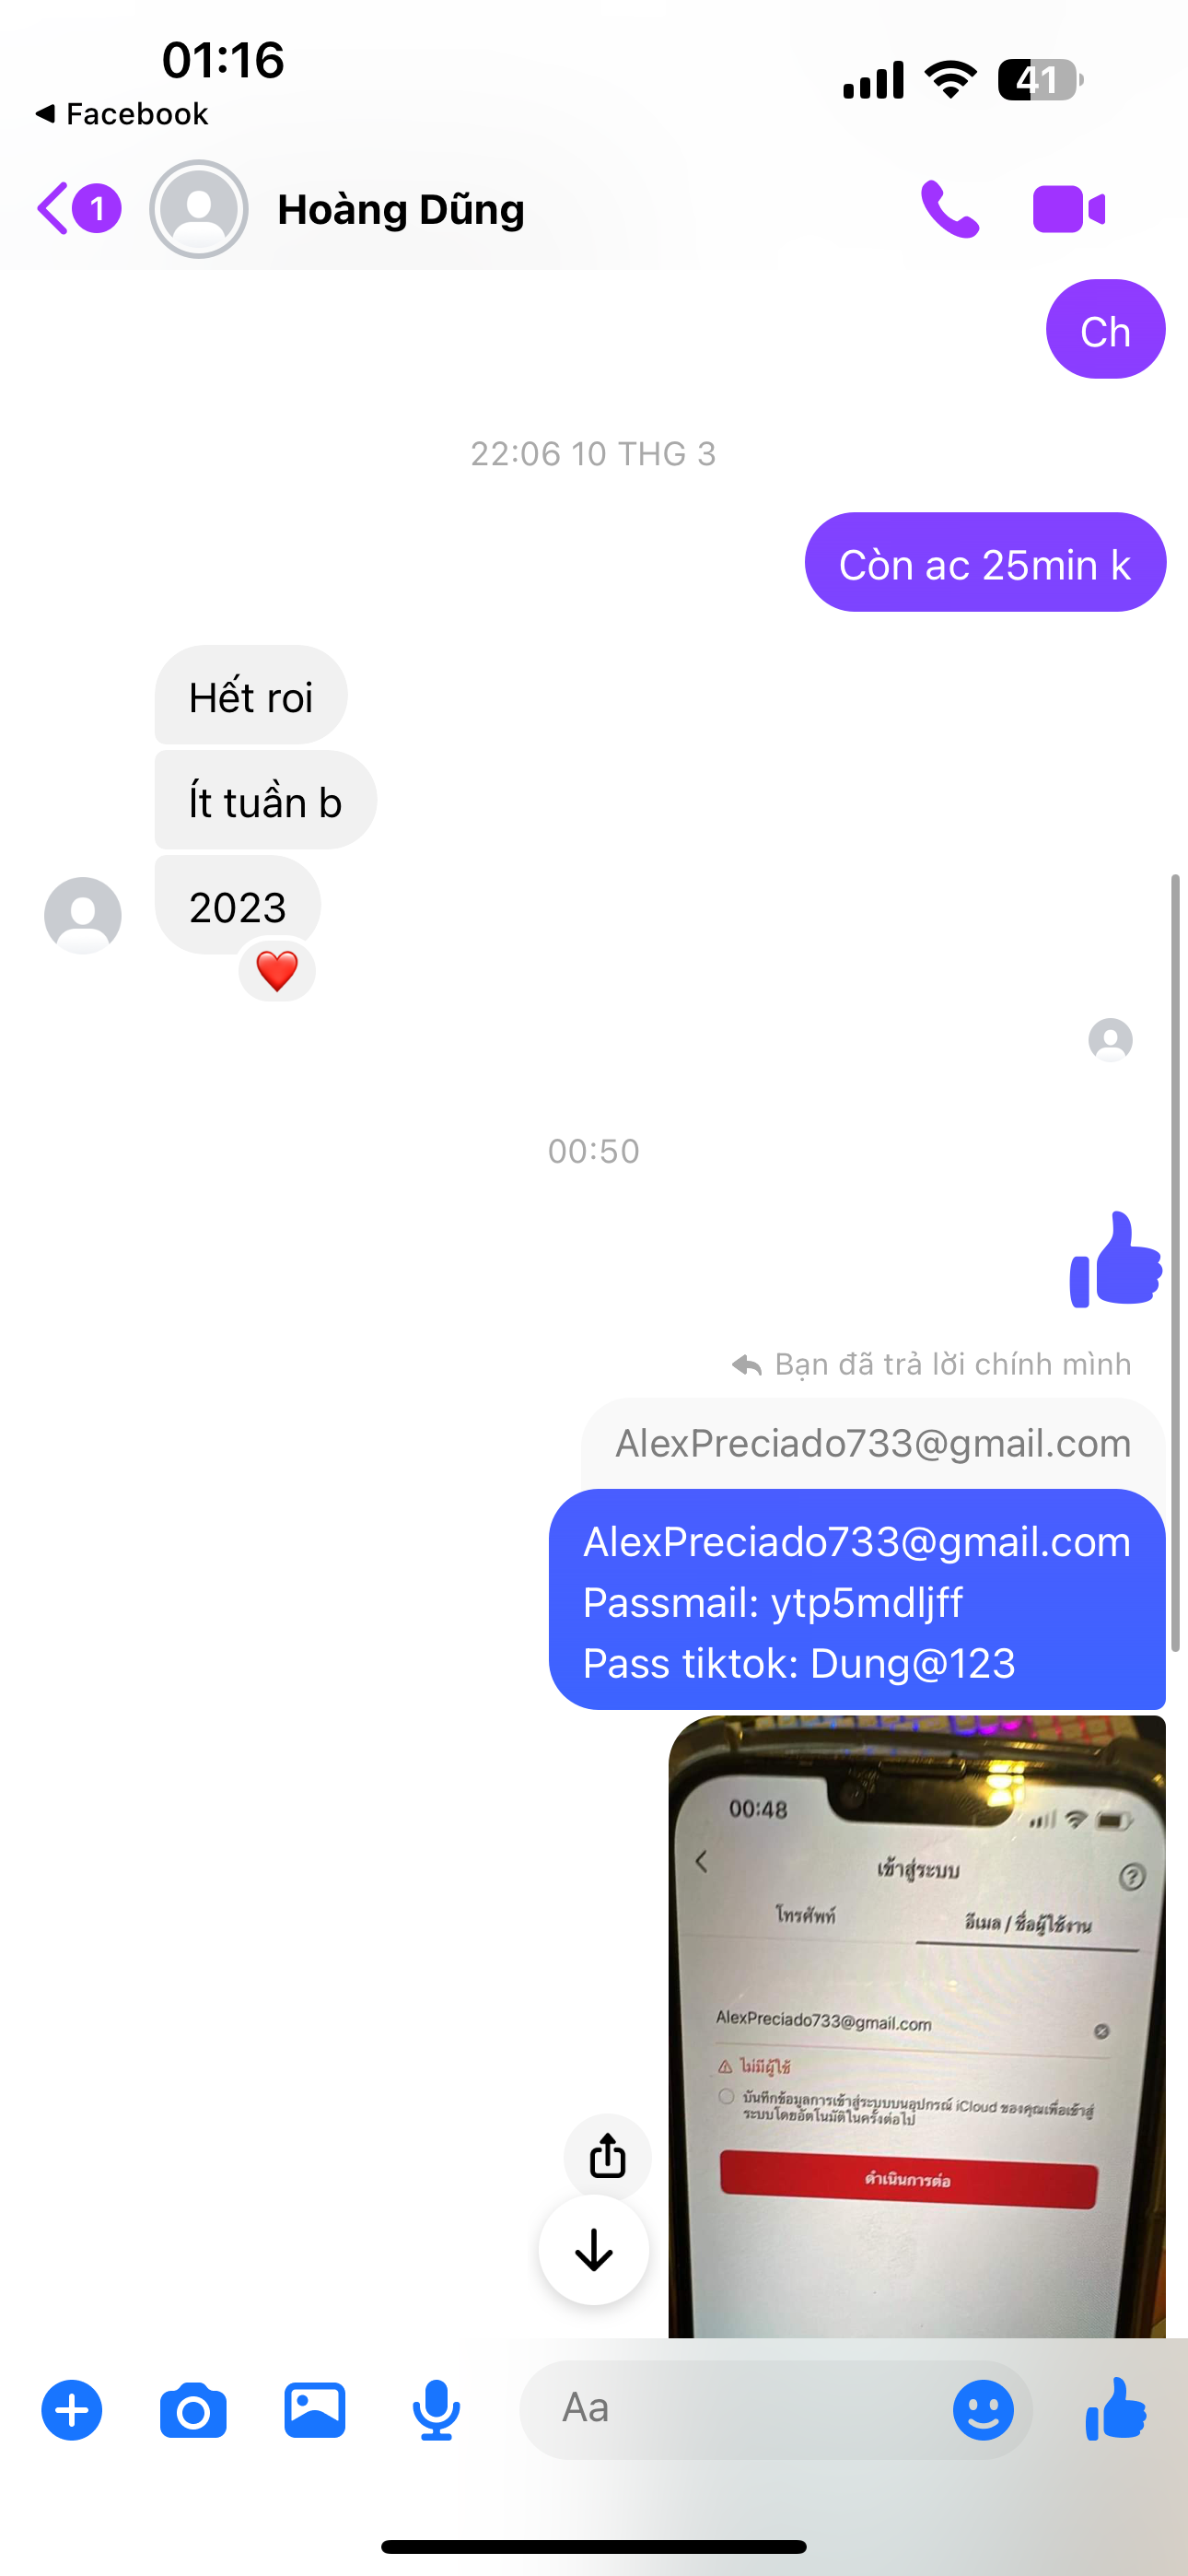 01:16
41
Facebook
1
Hoàng Dũng
Ch
22:06 10 THG 3
Còn ac 25min k
Hết roi
Ít tuần b
2023
00:50
Bạn đã trả lời chính mình
AlexPreciado733@gmail.com
AlexPreciado733@gmail.com
Passmail: ytp5mdljff
Pass tiktok: Dung@123
00:48
เข้าสู่ระบบ
โทรศัพท์
อีเมล / ชื่อผู้ใช้งาน
AlexPreciado733@gmail.com
ไม่มีผู้ใช้
บันทึกข้อมูลการเข้าสู่ระบบบนอุปกรณ์ iCloud ของคุณเพื่อเข้าสู่
ระบบโดยอัตโนมัติในครั้งต่อไป
ดำเนินการต่อ
Aa